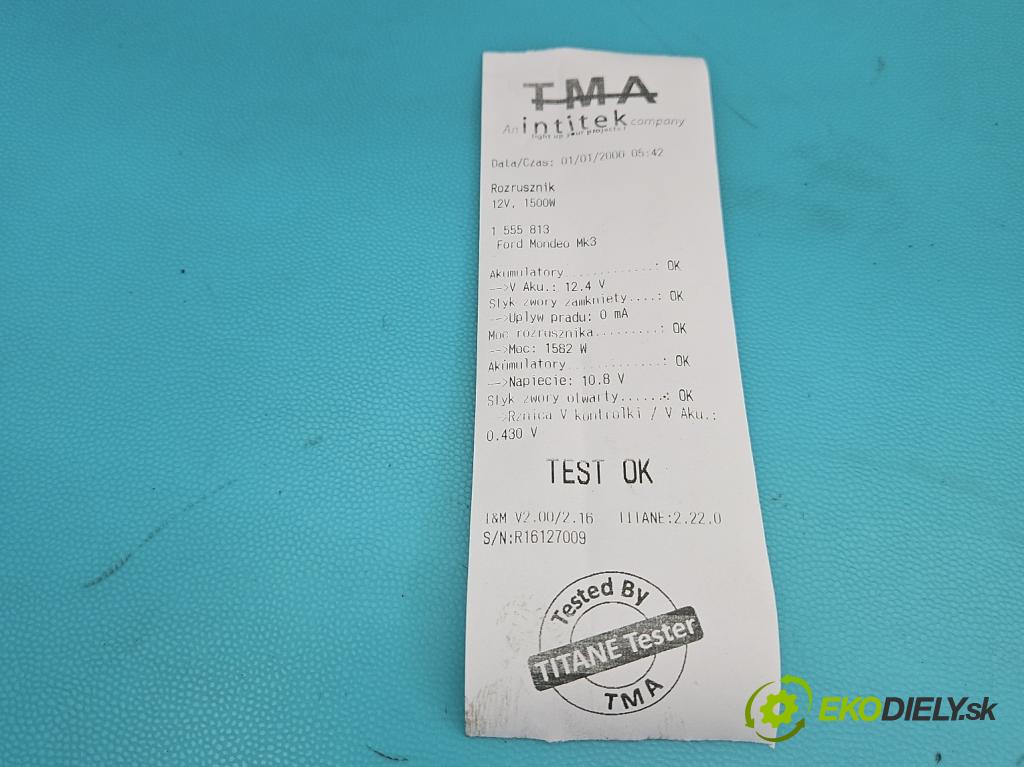 TMA
An intitek company
light up your projects !
Data/Czas: 01/01/2000 05:42
Rozrusznik
12V, 1500W
1 555 813
Ford Mondeo Mk3
Akumulatory.............: OK
-->V Aku.: 12.4 V
Styk zwory zamkniety....: OK
-->Uplyw pradu: 0 mA
Moc rozrusznika.........: OK
-->Moc: 1582 W
Akumulatory.............: OK
-->Napiecie: 10.8 V
Styk zwory otwarty......: OK
-->Rznica V kontrolki / V Aku.:
0.430 V
TEST OK
T&M V2.00/2.16 TITANE:2.22.0
S/N:R16127009
Tested By
TITANE Tester
TMA
EKODIELY.sk